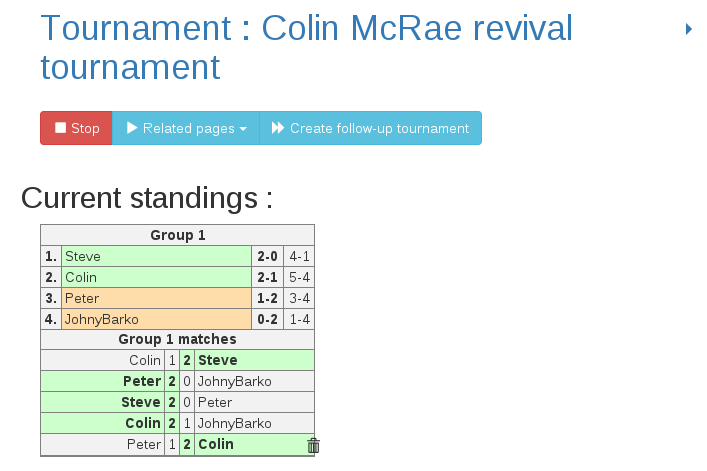 Tournament : Colin McRae revival
tournament
Stop Related pages Create follow-up tournament
Current standings :
Group 1
1. Steve 2-0 4-1
2. Colin 2-1 5-4
3. Peter 1-2 3-4
4. JohnyBarko 0-2 1-4
Group 1 matches
Colin 1 2 Steve
Peter 2 0 JohnyBarko
Steve 2 0 Peter
Colin 2 1 JohnyBarko
Peter 1 2 Colin